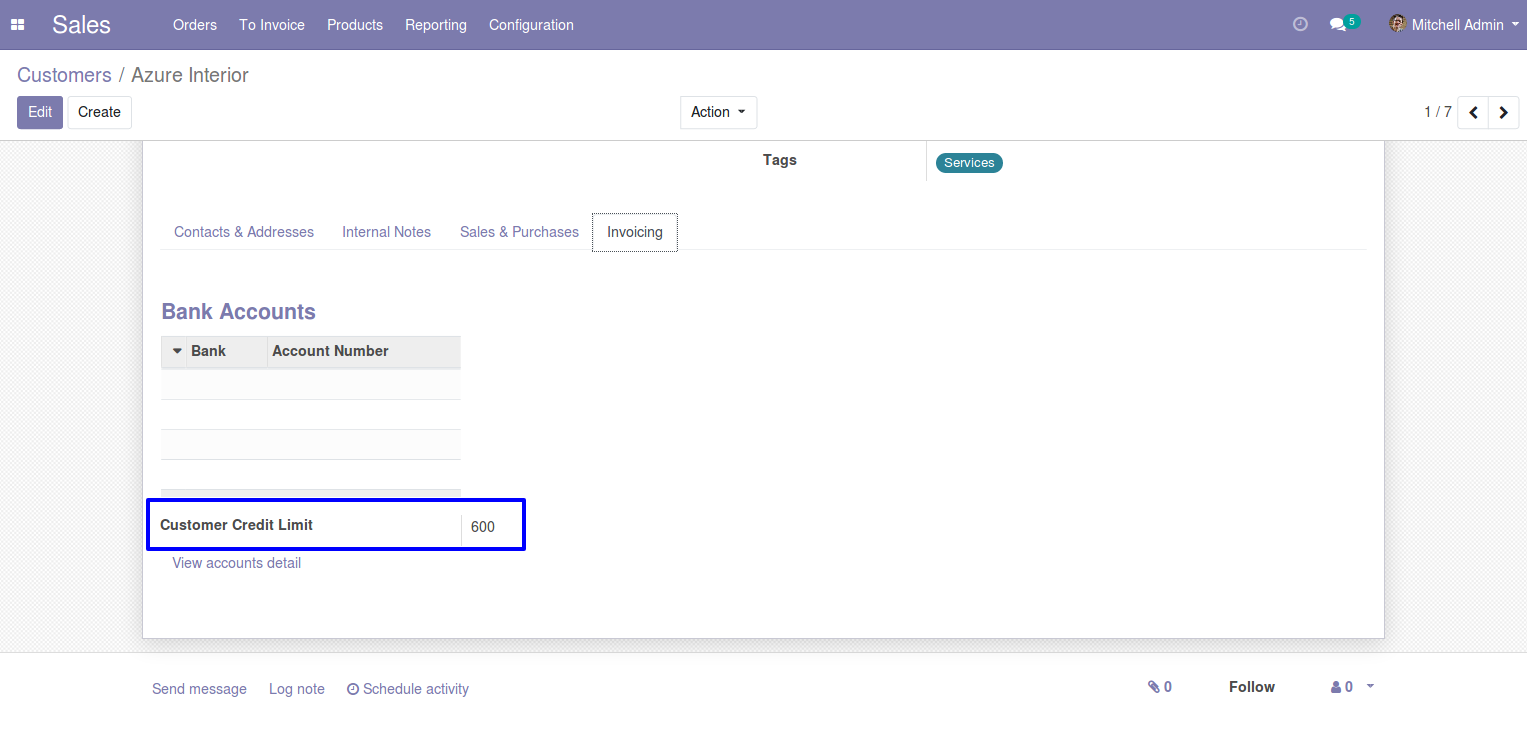 Sales Orders To Invoice Products Reporting Configuration 5 Mitchell Admin
Customers / Azure Interior
Edit Create Action 1 / 7
Tags Services
Contacts & Addresses Internal Notes Sales & Purchases Invoicing
Bank Accounts
Bank Account Number
Customer Credit Limit 600
View accounts detail
Send message Log note Schedule activity 0 Follow 0